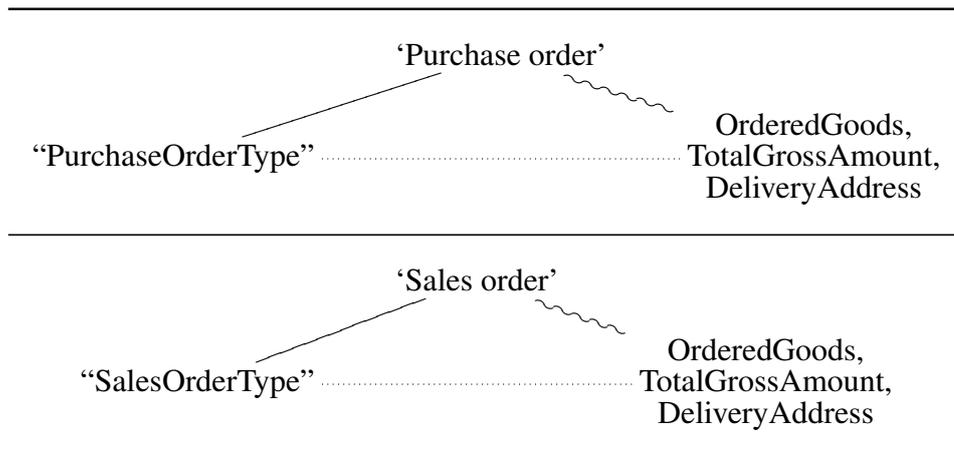 ‘Purchase order’
OrderedGoods,
“PurchaseOrderType” TotalGrossAmount,
DeliveryAddress
‘Sales order’
OrderedGoods,
“SalesOrderType” TotalGrossAmount,
DeliveryAddress